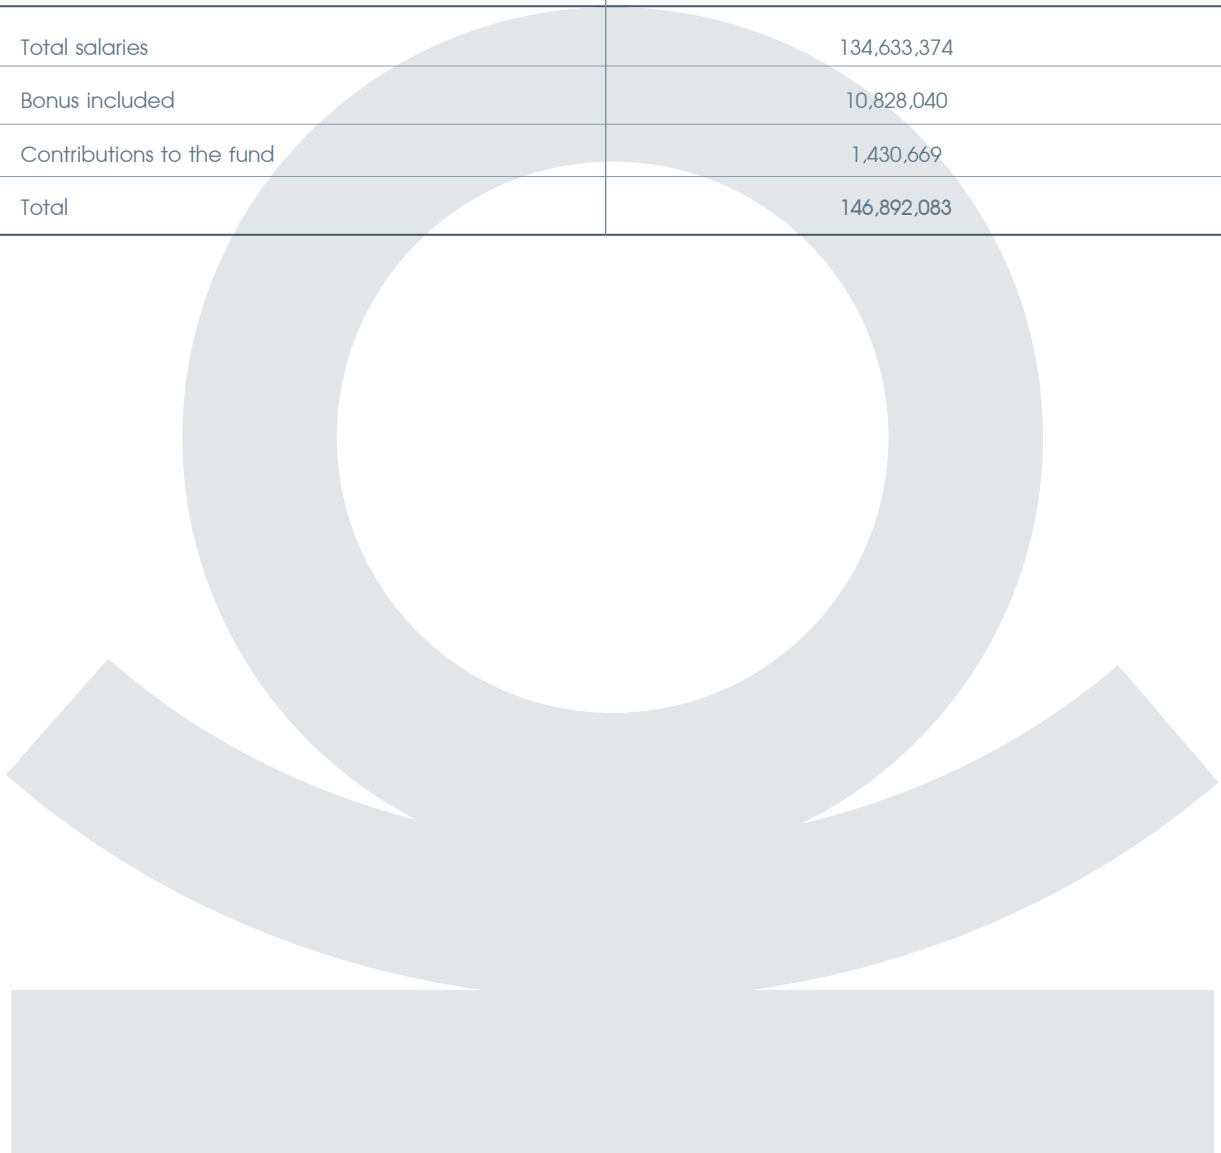 Total salaries 134,633,374
Bonus included 10,828,040
Contributions to the fund 1,430,669
Total 146,892,083